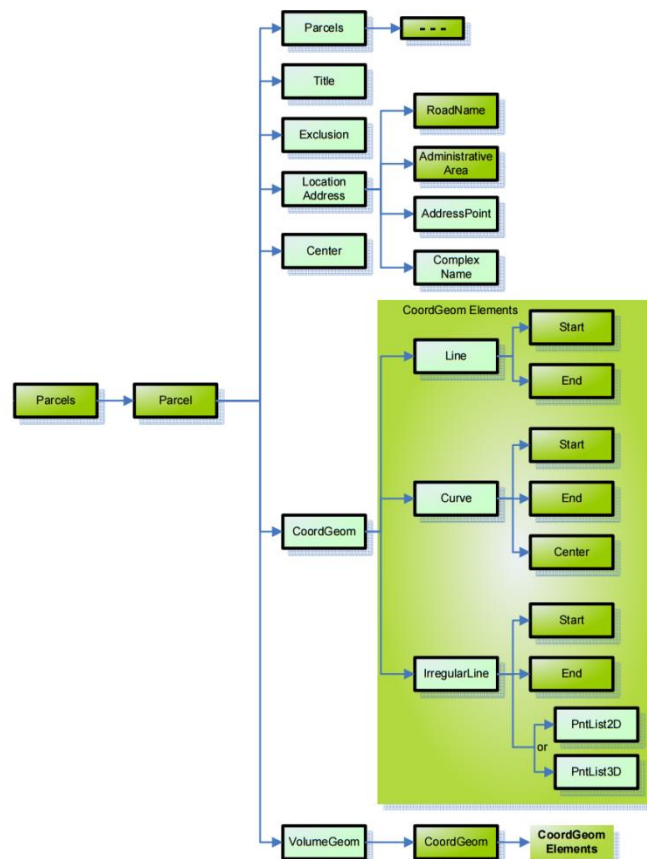 Parcels
- - -
Title
Exclusion
RoadName
Location
Address
Administrative
Area
AddressPoint
Center
Complex
Name
CoordGeom Elements
Line
Start
End
Parcels
Parcel
CoordGeom
Curve
Start
End
Center
IrregularLine
Start
End
PntList2D
or
PntList3D
VolumeGeom
CoordGeom
CoordGeom
Elements